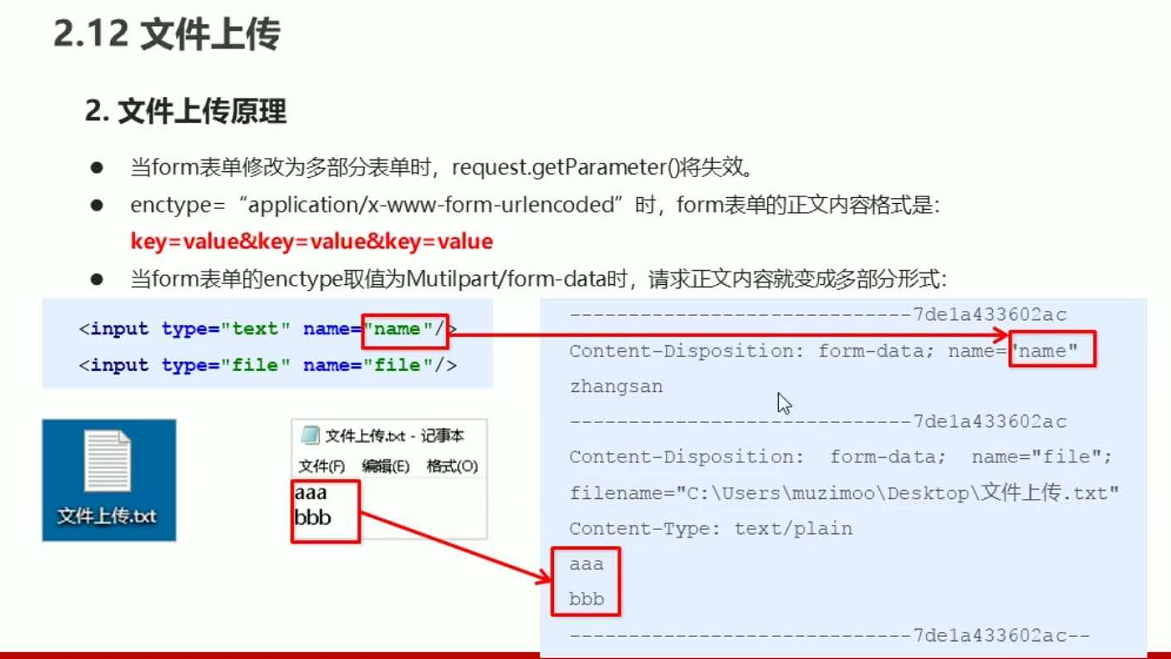 2.12 文件上传
2. 文件上传原理
● 当form表单修改为多部分表单时，request.getParameter()将失效。
● enctype=“application/x-www-form-urlencoded”时，form表单的正文内容格式是：
key=value&key=value&key=value
● 当form表单的enctype取值为Mutilpart/form-data时，请求正文内容就变成多部分形式：
<input type="text" name="name"/>
<input type="file" name="file"/>
文件上传.txt
文件上传.txt - 记事本
文件(F) 编辑(E) 格式(O)
aaa
bbb
-----------------------------7de1a433602ac
Content-Disposition: form-data; name="name"
zhangsan
-----------------------------7de1a433602ac
Content-Disposition: form-data; name="file";
filename="C:\Users\muzimoo\Desktop\文件上传.txt"
Content-Type: text/plain
aaa
bbb
-----------------------------7de1a433602ac--